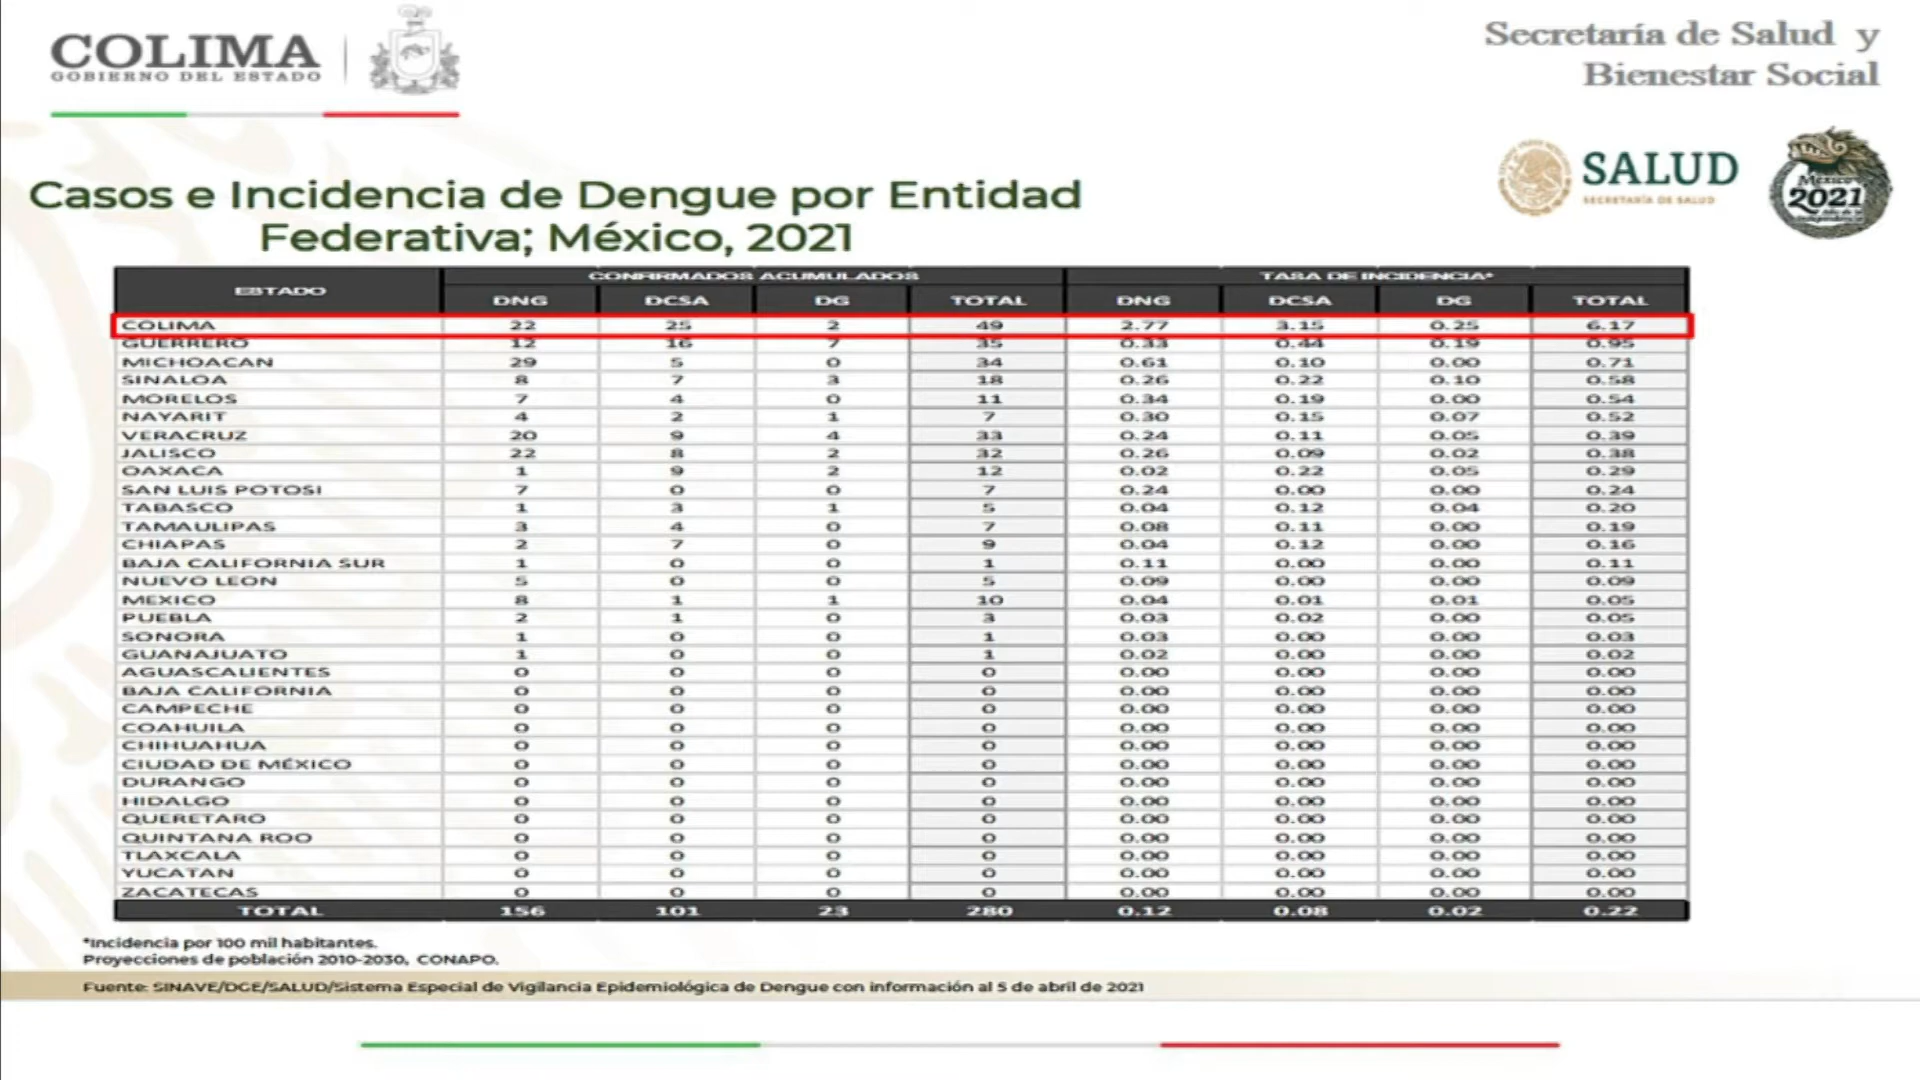 COLIMA
GOBIERNO DEL ESTADO
Secretaría de Salud y
Bienestar Social
SALUD
SECRETARÍA DE SALUD
México
2021
Casos e Incidencia de Dengue por Entidad
Federativa; México, 2021
ESTADO CONFIRMADOS ACUMULADOS TASA DE INCIDENCIA*
DNG DCSA DG TOTAL DNG DCSA DG TOTAL
COLIMA 22 25 2 49 2.77 3.15 0.25 6.17
GUERRERO 12 16 7 35 0.33 0.44 0.19 0.95
MICHOACAN 29 5 0 34 0.61 0.10 0.00 0.71
SINALOA 8 7 3 18 0.26 0.22 0.10 0.58
MORELOS 7 4 0 11 0.34 0.19 0.00 0.54
NAYARIT 4 2 1 7 0.30 0.15 0.07 0.52
VERACRUZ 20 9 4 33 0.24 0.11 0.05 0.39
JALISCO 22 8 2 32 0.26 0.09 0.02 0.38
OAXACA 1 9 2 12 0.02 0.22 0.05 0.29
SAN LUIS POTOSI 7 0 0 7 0.24 0.00 0.00 0.24
TABASCO 1 3 1 5 0.04 0.12 0.04 0.20
TAMAULIPAS 3 4 0 7 0.08 0.11 0.00 0.19
CHIAPAS 2 7 0 9 0.04 0.12 0.00 0.16
BAJA CALIFORNIA SUR 1 0 0 1 0.11 0.00 0.00 0.11
NUEVO LEON 5 0 0 5 0.09 0.00 0.00 0.09
MEXICO 8 1 1 10 0.04 0.01 0.01 0.05
PUEBLA 2 1 0 3 0.03 0.02 0.00 0.05
SONORA 1 0 0 1 0.03 0.00 0.00 0.03
GUANAJUATO 1 0 0 1 0.02 0.00 0.00 0.02
AGUASCALIENTES 0 0 0 0 0.00 0.00 0.00 0.00
BAJA CALIFORNIA 0 0 0 0 0.00 0.00 0.00 0.00
CAMPECHE 0 0 0 0 0.00 0.00 0.00 0.00
COAHUILA 0 0 0 0 0.00 0.00 0.00 0.00
CHIHUAHUA 0 0 0 0 0.00 0.00 0.00 0.00
CIUDAD DE MÉXICO 0 0 0 0 0.00 0.00 0.00 0.00
DURANGO 0 0 0 0 0.00 0.00 0.00 0.00
HIDALGO 0 0 0 0 0.00 0.00 0.00 0.00
QUERETARO 0 0 0 0 0.00 0.00 0.00 0.00
QUINTANA ROO 0 0 0 0 0.00 0.00 0.00 0.00
TLAXCALA 0 0 0 0 0.00 0.00 0.00 0.00
YUCATAN 0 0 0 0 0.00 0.00 0.00 0.00
ZACATECAS 0 0 0 0 0.00 0.00 0.00 0.00
TOTAL 156 101 23 280 0.12 0.08 0.02 0.22
*Incidencia por 100 mil habitantes.
Proyecciones de población 2010-2030, CONAPO.
Fuente: SINAVE/DGE/SALUD/Sistema Especial de Vigilancia Epidemiológica de Dengue con información al 5 de abril de 2021